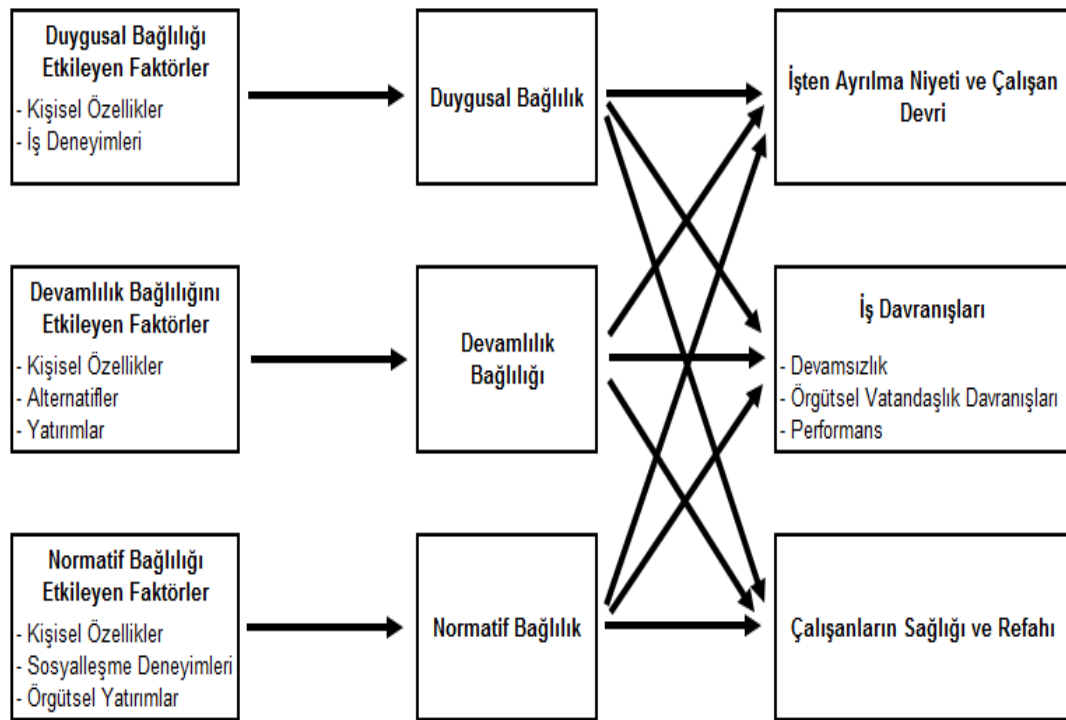 Duygusal Bağlılığı
Etkileyen Faktörler
- Kişisel Özellikler
- İş Deneyimleri
Duygusal Bağlılık
İşten Ayrılma Niyeti ve Çalışan
Devri
Devamlılık Bağlılığını
Etkileyen Faktörler
- Kişisel Özellikler
- Alternatifler
- Yatırımlar
Devamlılık
Bağlılığı
İş Davranışları
- Devamsızlık
- Örgütsel Vatandaşlık Davranışları
- Performans
Normatif Bağlılığı
Etkileyen Faktörler
- Kişisel Özellikler
- Sosyalleşme Deneyimleri
- Örgütsel Yatırımlar
Normatif Bağlılık
Çalışanların Sağlığı ve Refahı